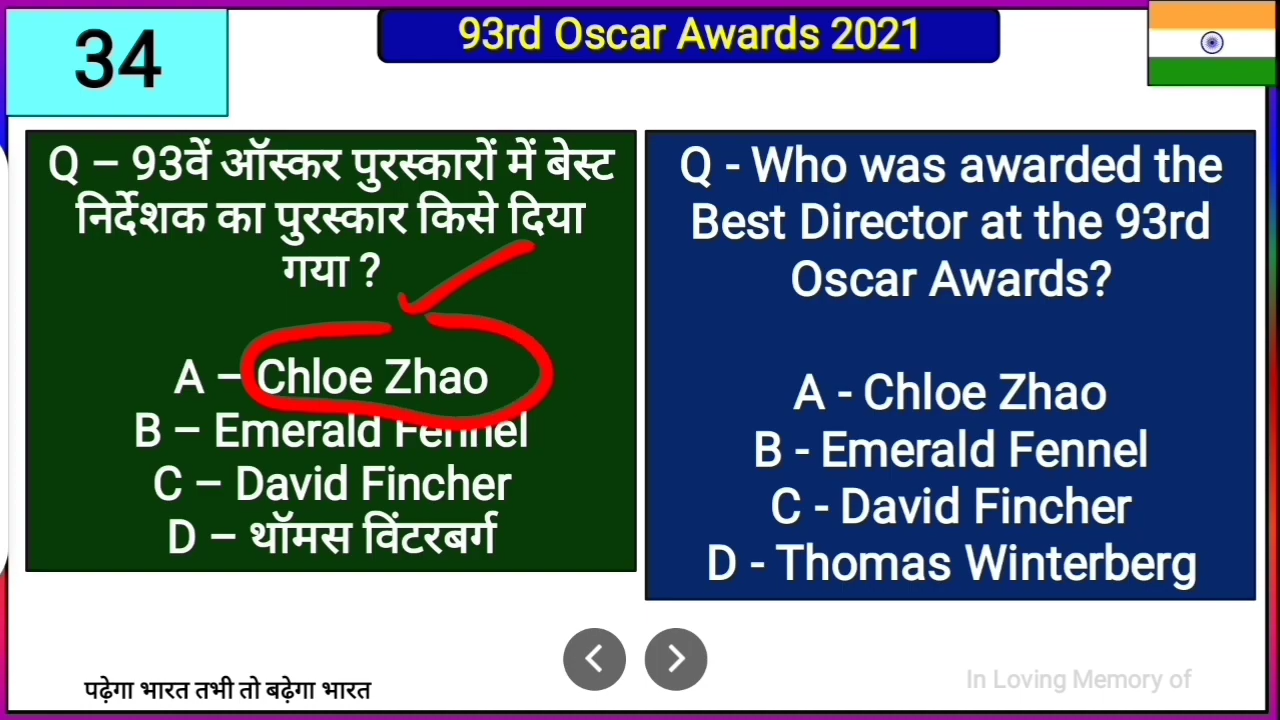 34
93rd Oscar Awards 2021
Q – 93वें ऑस्कर पुरस्कारों में बेस्ट
निर्देशक का पुरस्कार किसे दिया
गया ?
A – Chloe Zhao
B – Emerald Fennel
C – David Fincher
D – थॉमस विंटरबर्ग
Q - Who was awarded the
Best Director at the 93rd
Oscar Awards?
A - Chloe Zhao
B - Emerald Fennel
C - David Fincher
D - Thomas Winterberg
पढ़ेगा भारत तभी तो बढ़ेगा भारत
In Loving Memory of